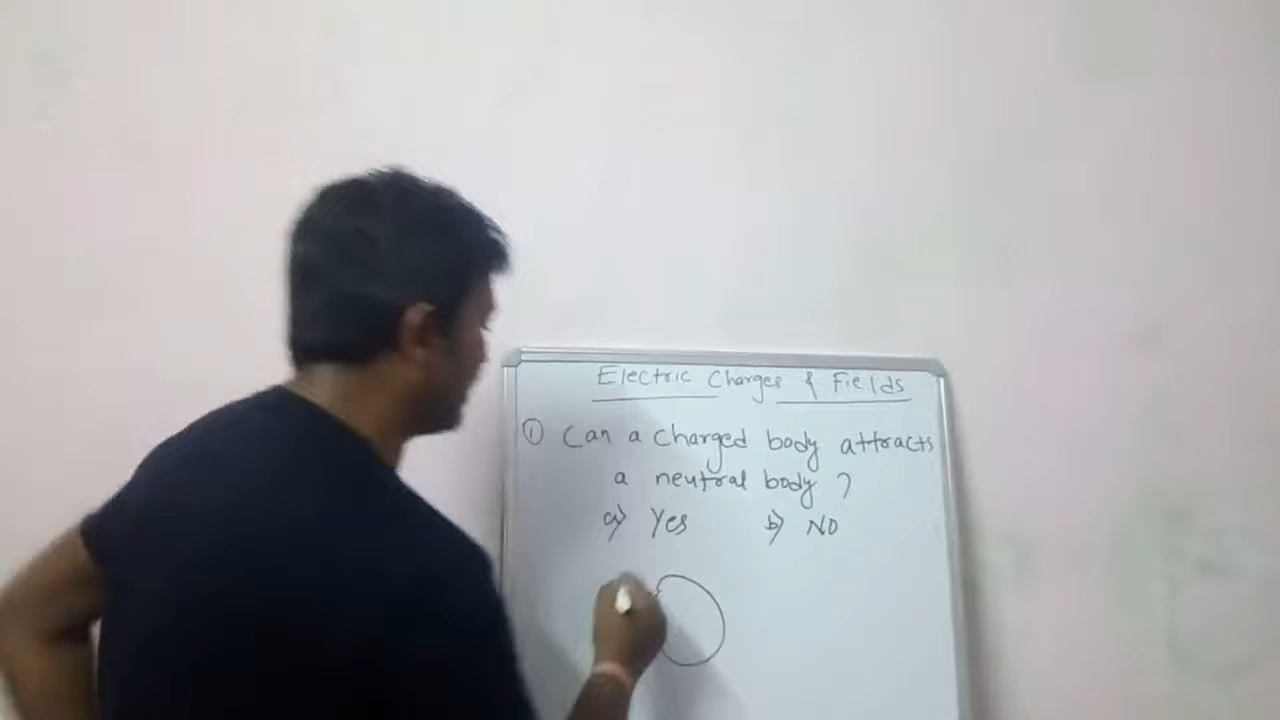 Electric Charges & Fields
① Can a charged body attracts
a neutral body ?
a) Yes b) NO